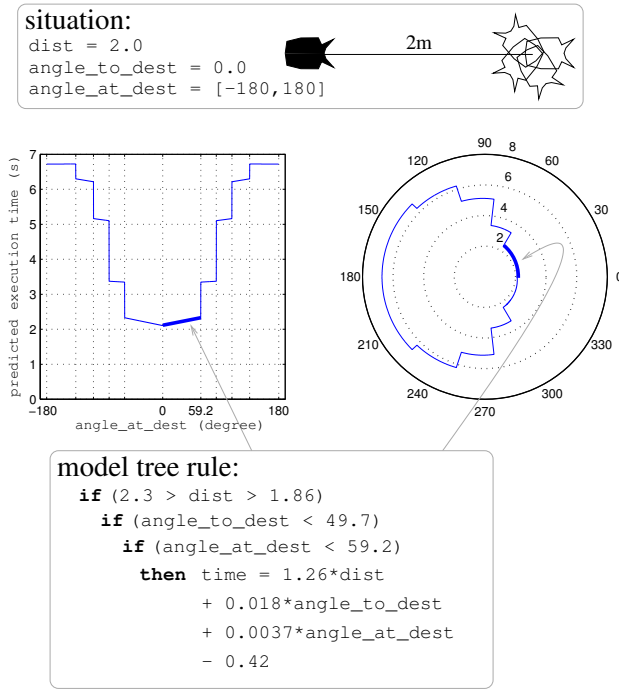 situation:
dist = 2.0
angle_to_dest = 0.0
angle_at_dest = [-180,180]
2m
predicted execution time (s)
7
6
5
4
3
2
1
0
-180
0
59.2
180
angle_at_dest (degree)
90
8
120
60
6
150
4
30
2
180
0
210
330
240
300
270
model tree rule:
if (2.3 > dist > 1.86)
if (angle_to_dest < 49.7)
if (angle_at_dest < 59.2)
then time = 1.26*dist
+ 0.018*angle_to_dest
+ 0.0037*angle_at_dest
- 0.42